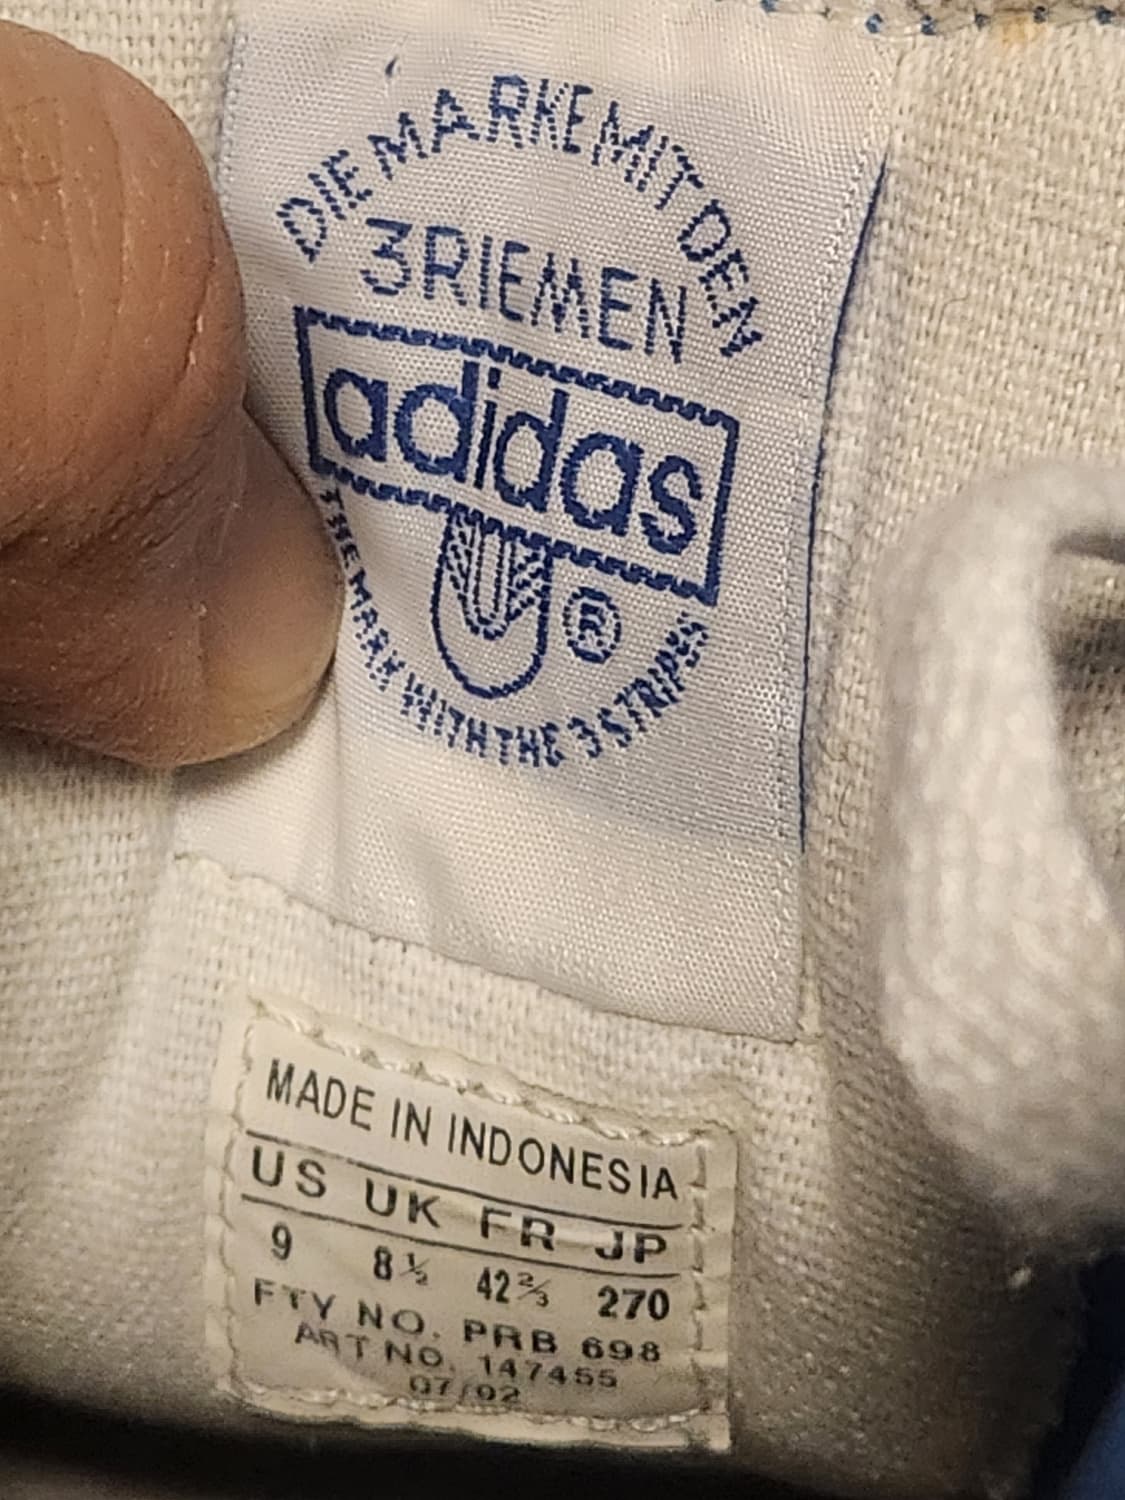 DIE MARKE MIT DEN
3 RIEMEN
adidas
®
THE MARK WITH THE 3 STRIPES
MADE IN INDONESIA
US UK FR JP
9 8½ 42⅔ 270
FTY NO. PRB 698
ART NO. 147455
07/02